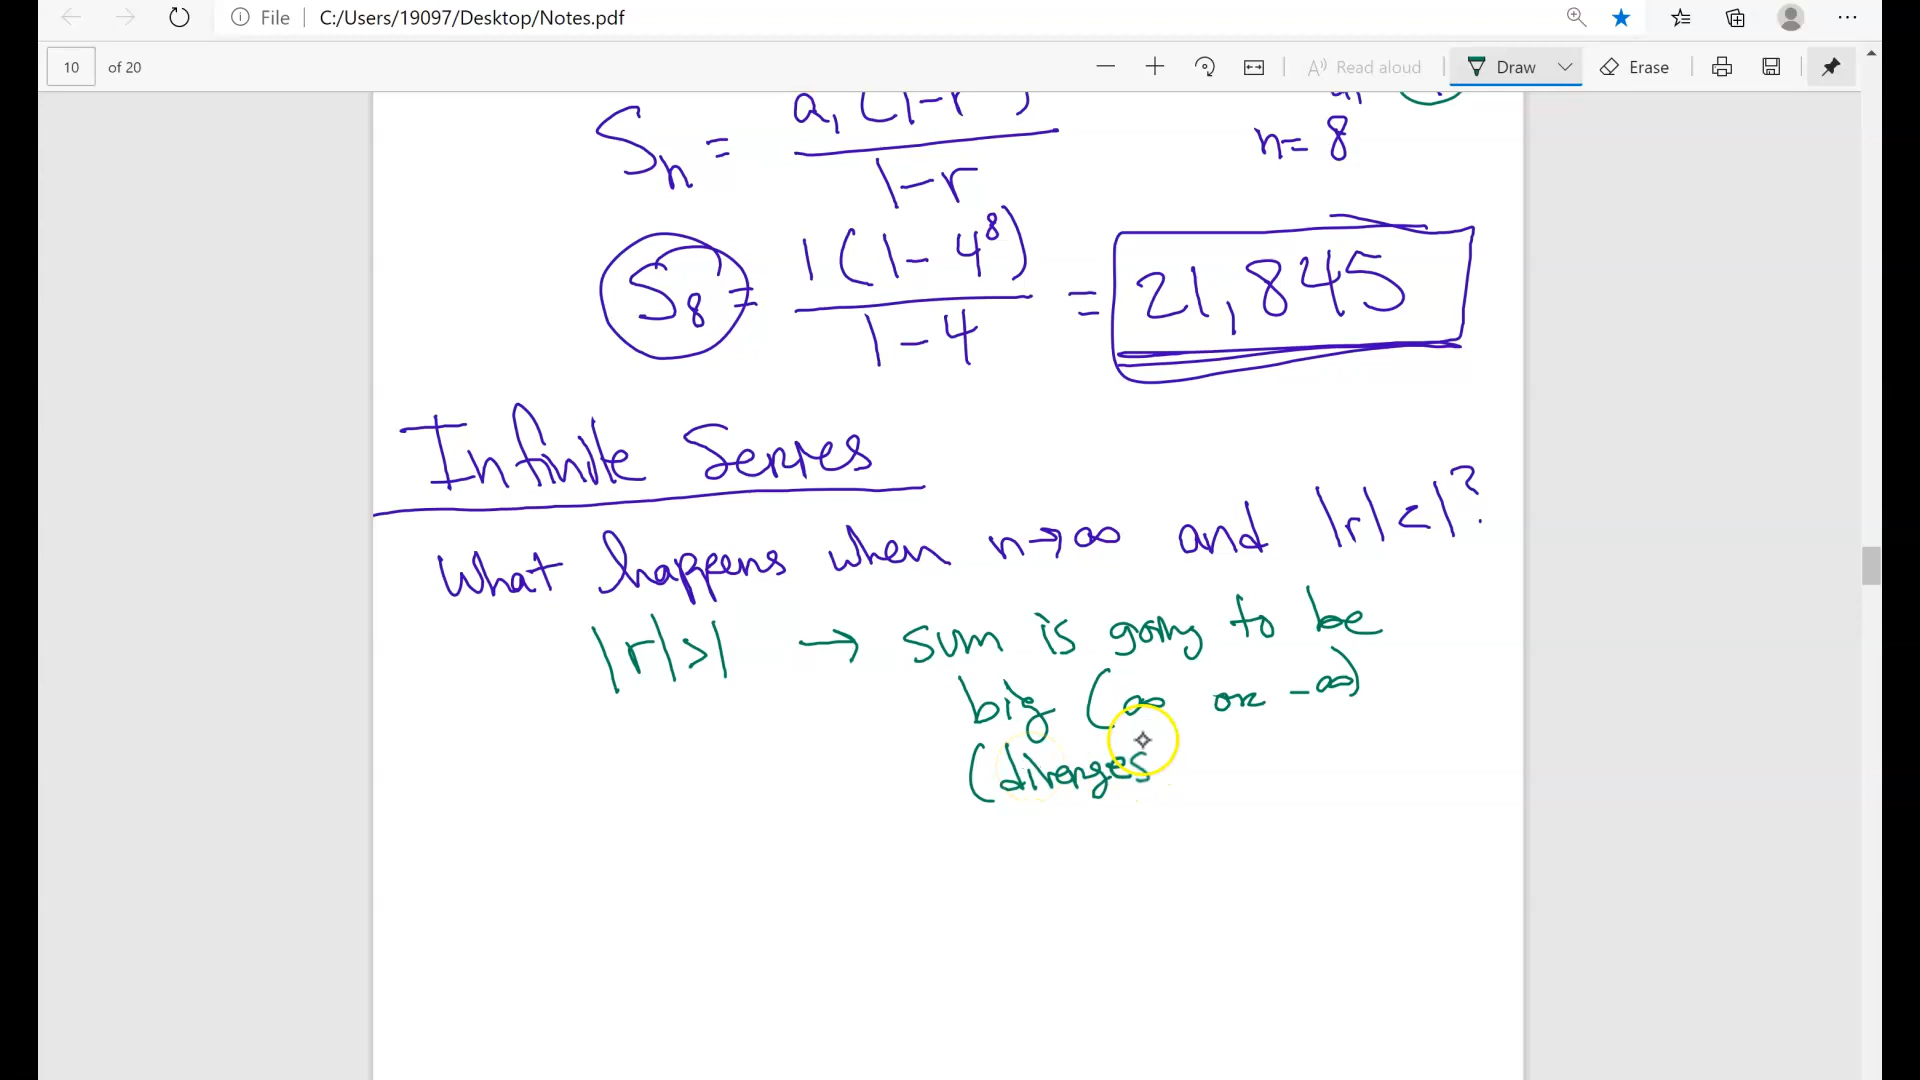 File C:/Users/19097/Desktop/Notes.pdf
10 of 20 Read aloud Draw Erase
Sn = a1(1-r
1-r
n = 8
S8 = 1(1-4^8)
1-4
= 21,845
Infinite Series
What happens when n→∞ and |r|<1?
|r|>1 → sum is going to be
big (∞ or -∞)
(diverges